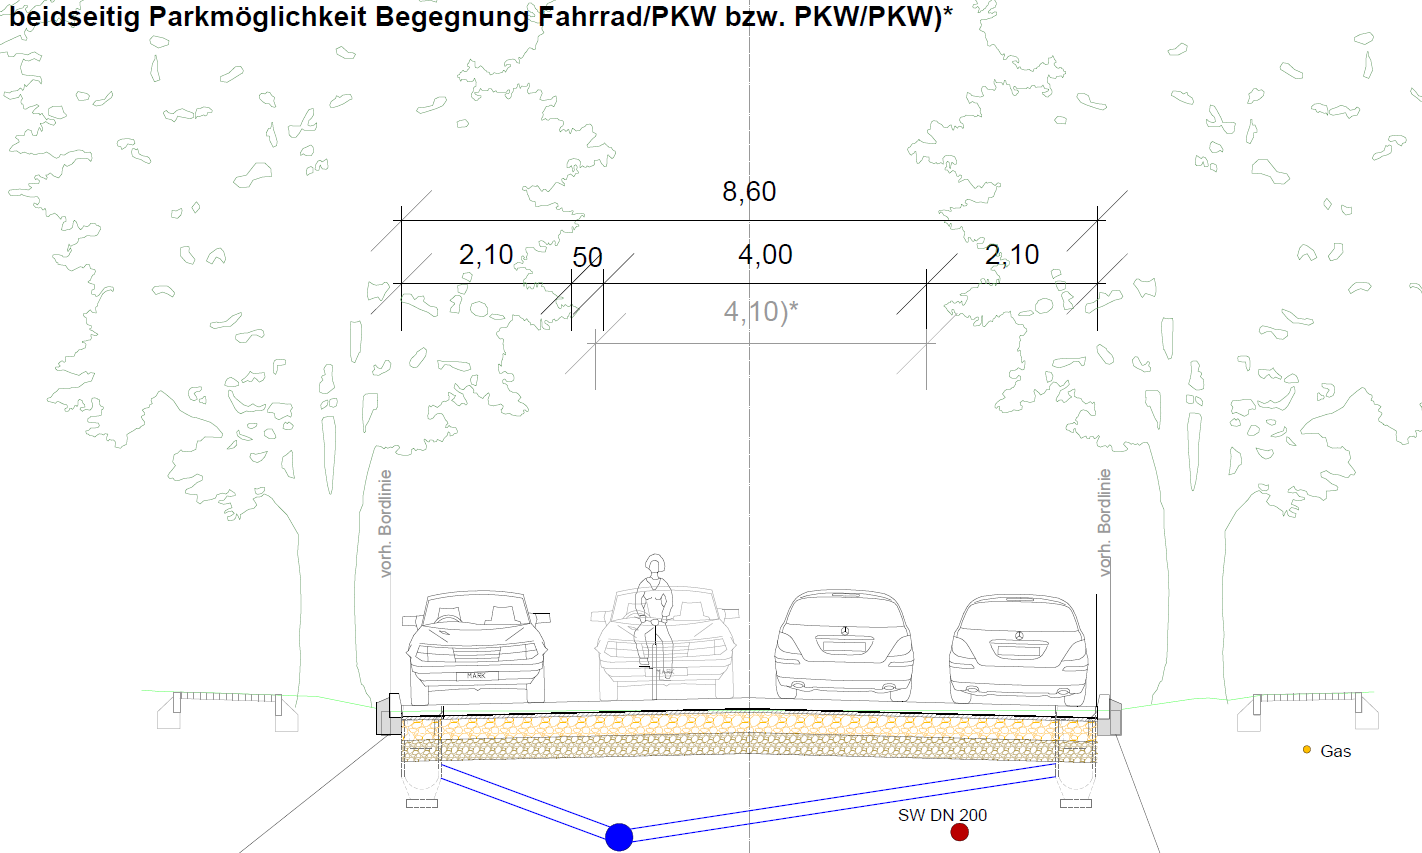 beidseitig Parkmöglichkeit Begegnung Fahrrad/PKW bzw. PKW/PKW)*
8,60
2,10 50 4,00 2,10
4,10)*
vorh. Bordlinie
vorh. Bordlinie
MARK
MARK
Gas
SW DN 200